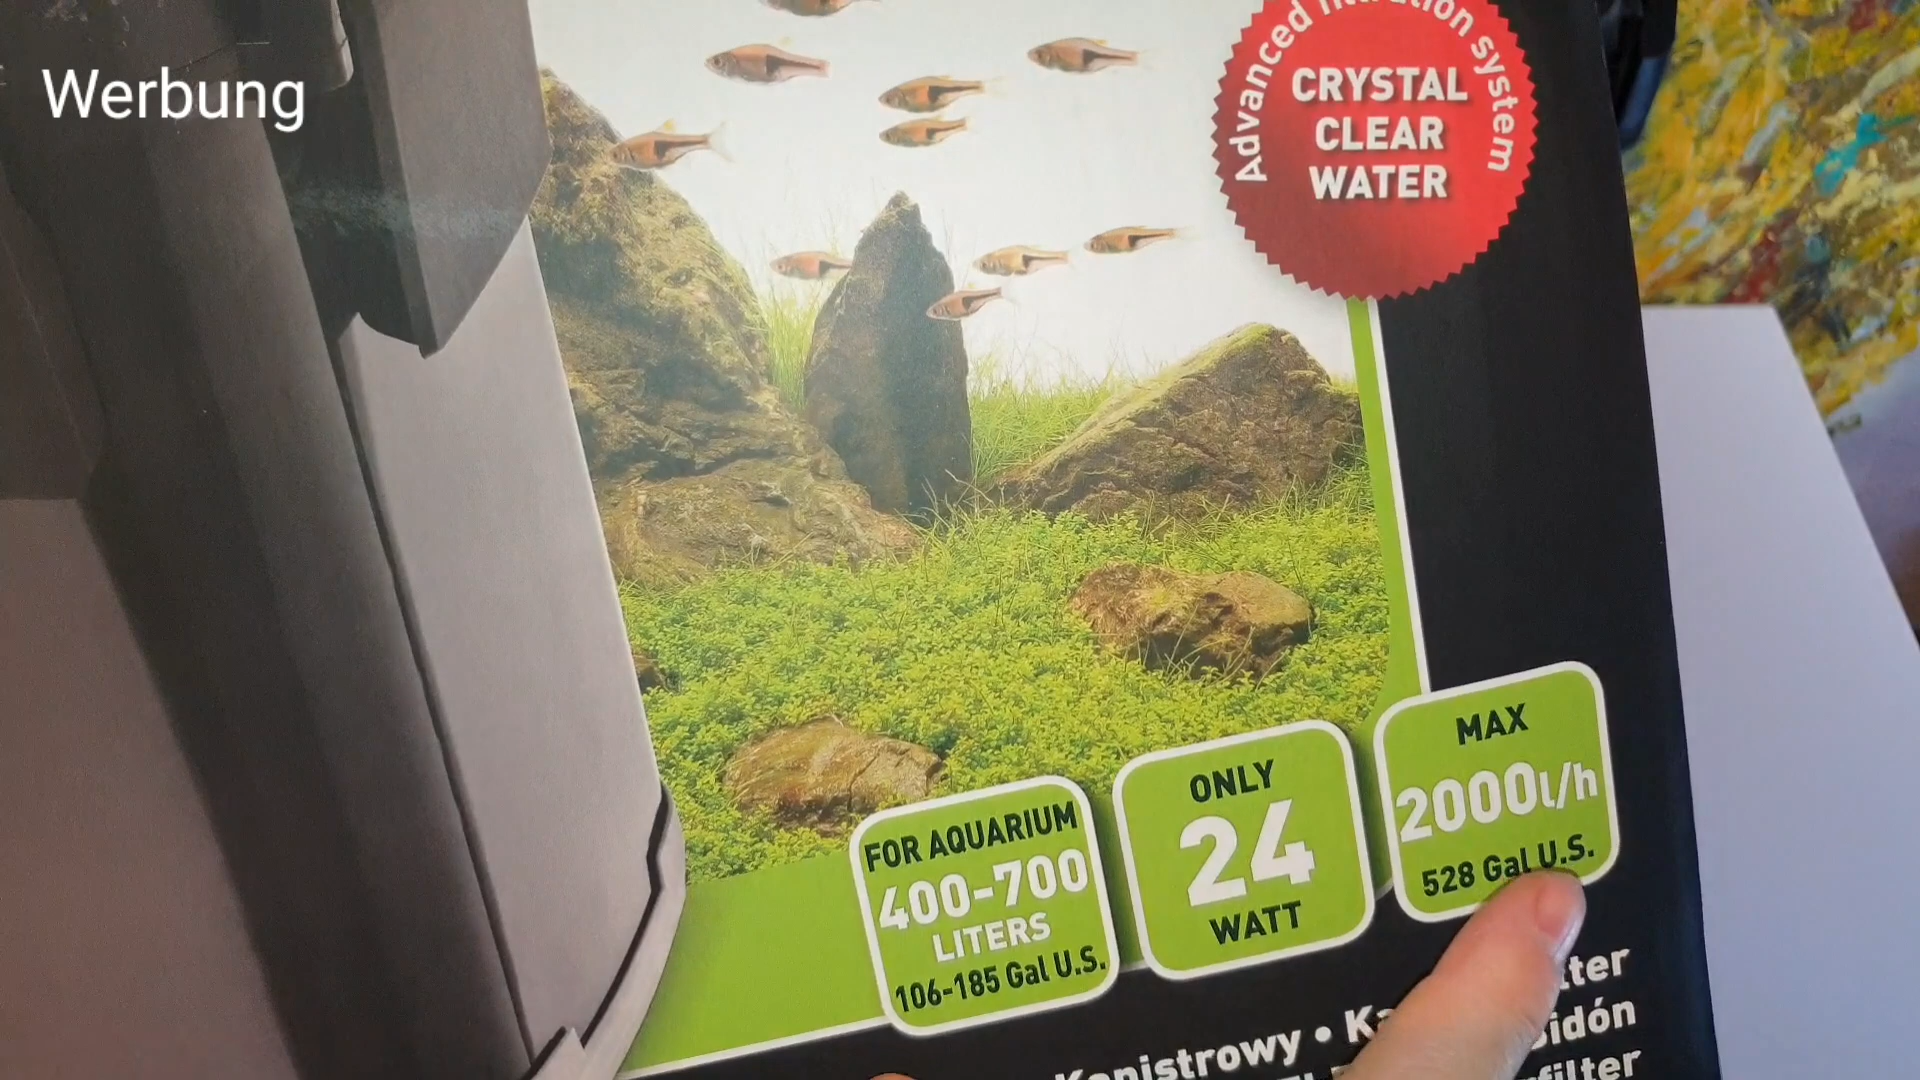 Werbung
Advanced filtration system
CRYSTAL
CLEAR
WATER
FOR AQUARIUM
400-700
LITERS
106-185 Gal U.S.
ONLY
24
WATT
MAX
2000l/h
528 Gal U.S.
Kanistrowy •